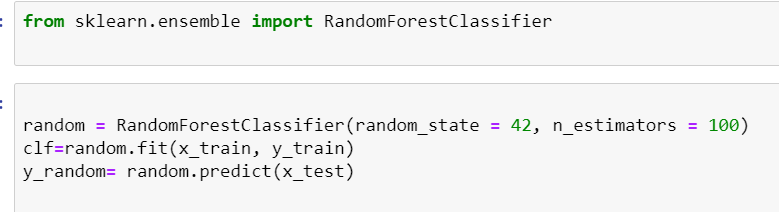 from sklearn.ensemble import RandomForestClassifier
random = RandomForestClassifier(random_state = 42, n_estimators = 100)
clf=random.fit(x_train, y_train)
y_random= random.predict(x_test)